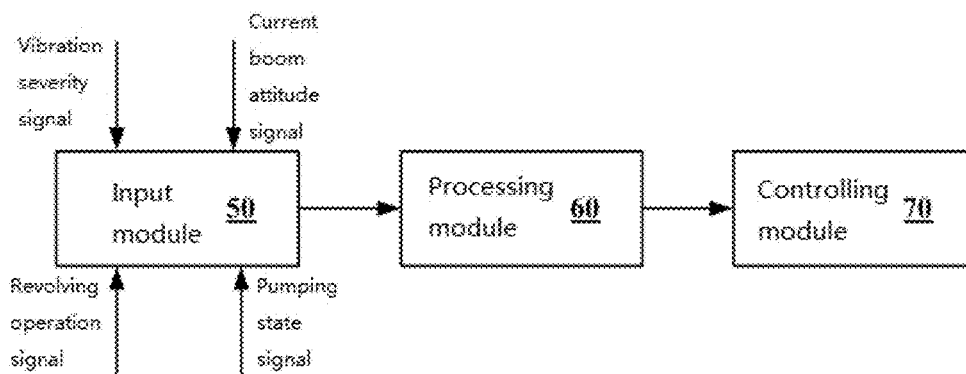 Vibration
severity
signal
Current
boom
attitude
signal
Input
module 50
Processing
module 60
Controlling
module 70
Revolving
operation
signal
Pumping
state
signal